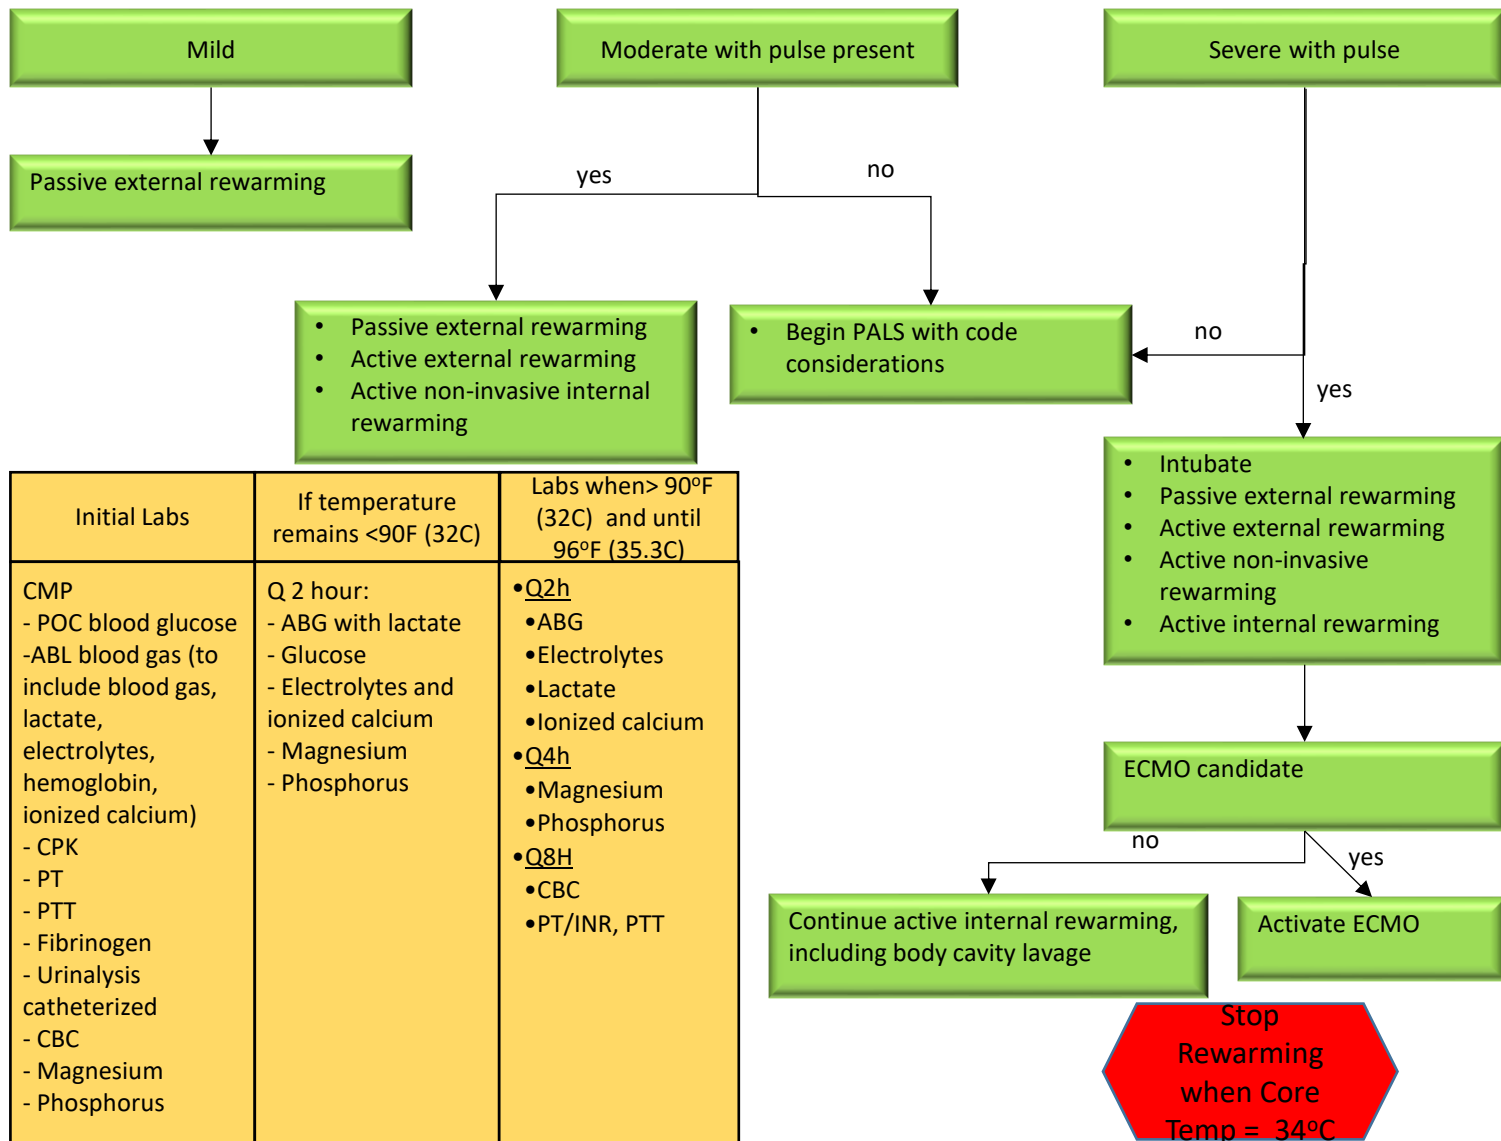 Mild
Moderate with pulse present
Severe with pulse
Passive external rewarming
yes
no
• Passive external rewarming
• Active external rewarming
• Active non-invasive internal
rewarming
• Begin PALS with code
considerations
no
yes
• Intubate
• Passive external rewarming
• Active external rewarming
• Active non-invasive
rewarming
• Active internal rewarming
ECMO candidate
no
yes
Continue active internal rewarming,
including body cavity lavage
Activate ECMO
Stop
Rewarming
when Core
Temp = 34°C
Initial Labs
If temperature
remains <90F (32C)
Labs when> 90°F
(32C) and until
96°F (35.3C)
CMP
- POC blood glucose
-ABL blood gas (to
include blood gas,
lactate,
electrolytes,
hemoglobin,
ionized calcium)
- CPK
- PT
- PTT
- Fibrinogen
- Urinalysis
catheterized
- CBC
- Magnesium
- Phosphorus
Q 2 hour:
- ABG with lactate
- Glucose
- Electrolytes and
ionized calcium
- Magnesium
- Phosphorus
•Q2h
•ABG
•Electrolytes
•Lactate
•Ionized calcium
•Q4h
•Magnesium
•Phosphorus
•Q8H
•CBC
•PT/INR, PTT